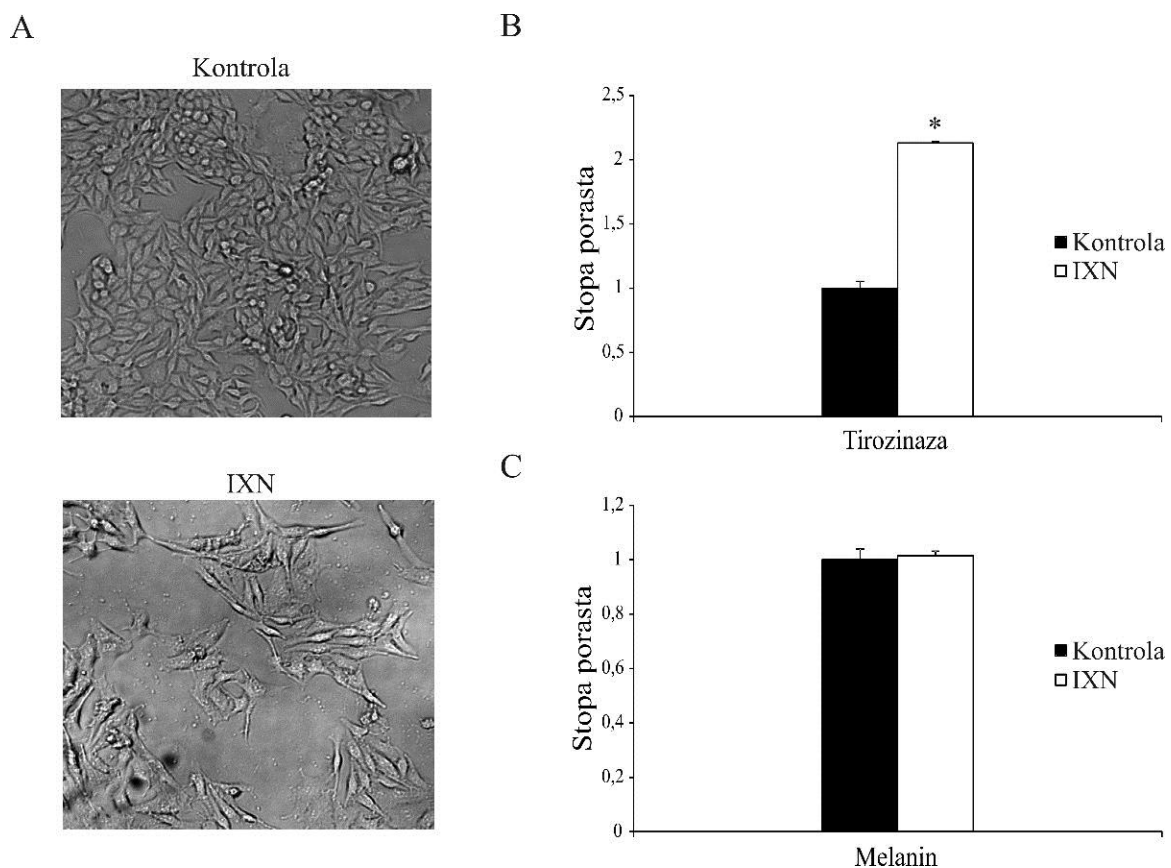 A
Kontrola
IXN
B
2,5
2
1,5
1
0,5
0
Stopa porasta
*
Kontrola
IXN
Tirozinaza
C
1,2
1
0,8
0,6
0,4
0,2
0
Stopa porasta
Kontrola
IXN
Melanin